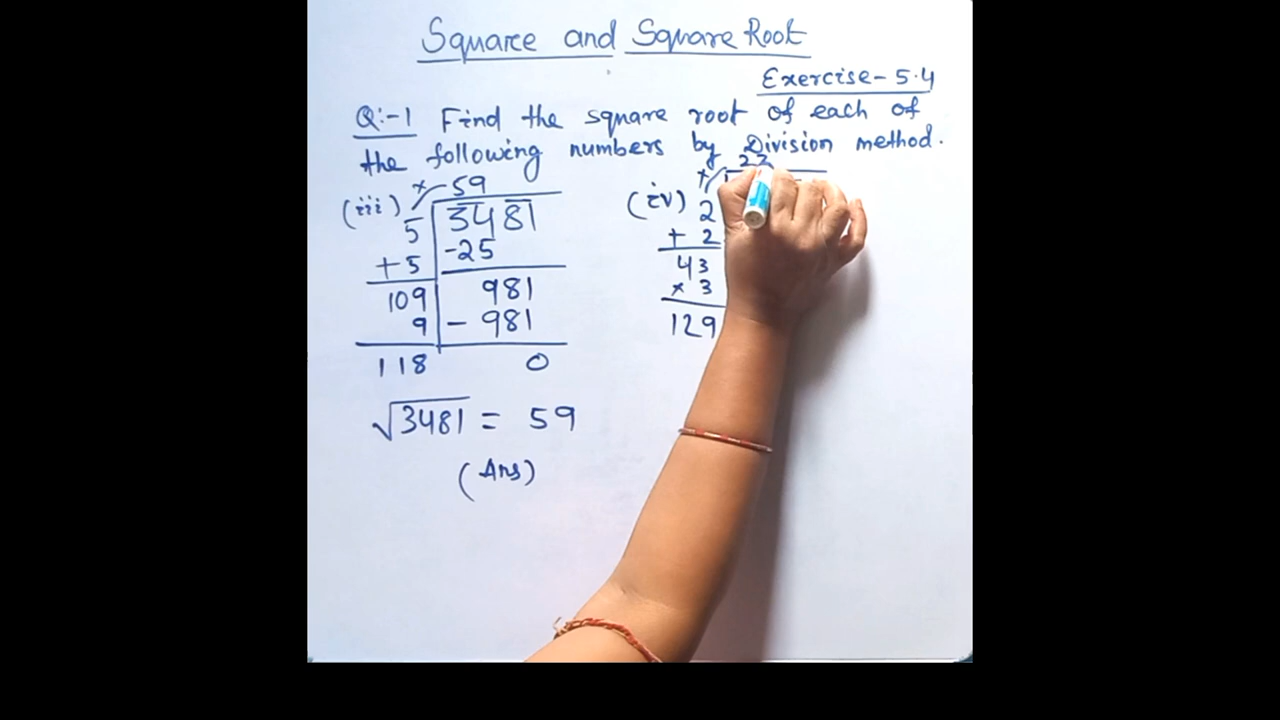 Square and Square Root
Exercise-5.4
Q:-1 Find the square root of each of
the following numbers by Division method.
(iii)
× 59
5 3481
+5 -25
109 981
9 - 981
118 0
√3481 = 59
(Ans)
(iv)
2
+ 2
43
× 3
129